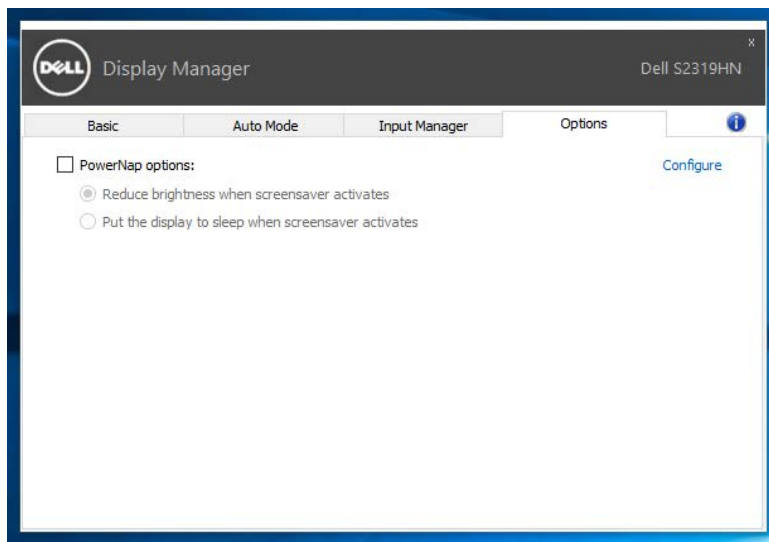 DELL Display Manager
x
Dell S2319HN
Basic Auto Mode Input Manager Options i
PowerNap options: Configure
Reduce brightness when screensaver activates
Put the display to sleep when screensaver activates